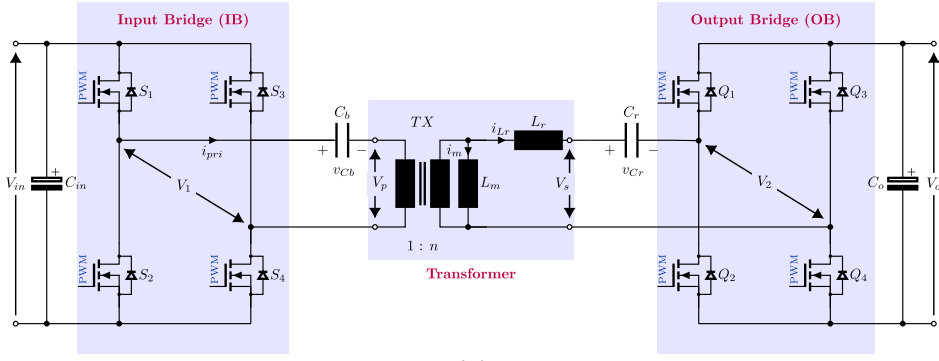 Input Bridge (IB)
Output Bridge (OB)
PWM
S1
PWM
S3
PWM
Q1
PWM
Q3
Cb
+ −
vCb
TX
iLr
Lr
Cr
+ −
vCr
ipri
im
Vin
+
Cin
V1
Vp
Lm
Vs
V2
Co
+
Vo
1 : n
Transformer
PWM
S2
PWM
S4
PWM
Q2
PWM
Q4